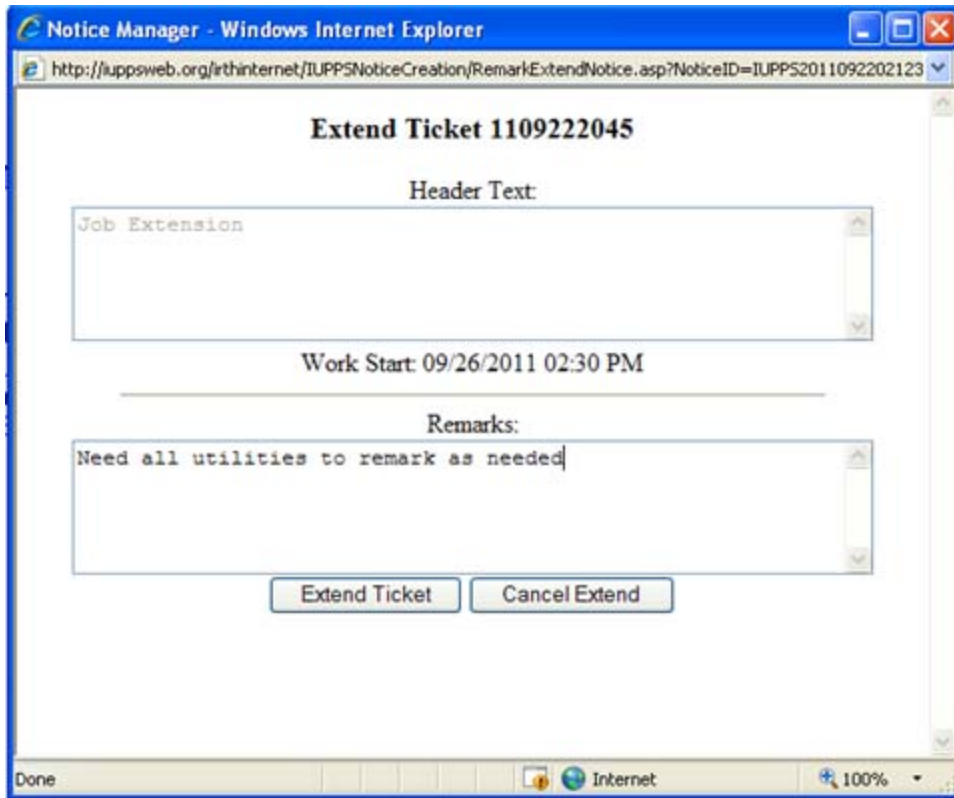 Notice Manager - Windows Internet Explorer
http://iuppsweb.org/irthinternet/IUPPSNoticeCreation/RemarkExtendNotice.asp?NoticeID=IUPPS2011092202123
Extend Ticket 1109222045
Header Text:
Job Extension
Work Start: 09/26/2011 02:30 PM
Remarks:
Need all utilities to remark as needed
Extend Ticket Cancel Extend
Done Internet 100%